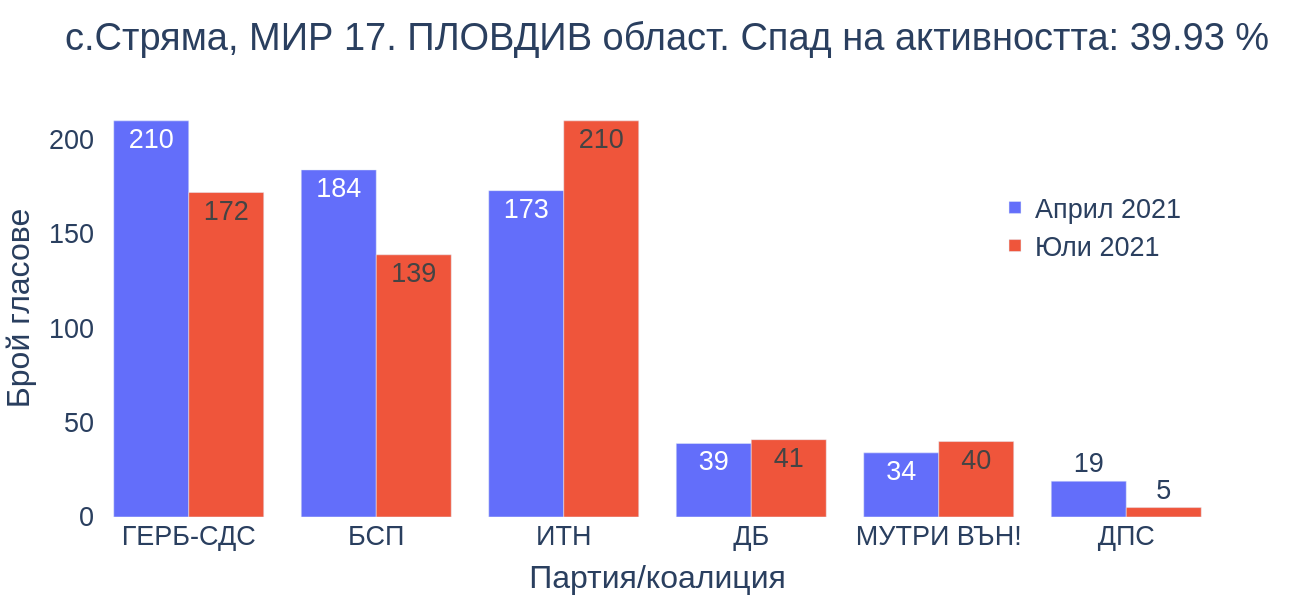 с.Стряма, МИР 17. ПЛОВДИВ област. Спад на активността: 39.93 %
Брой гласове
200
150
100
50
0
210
172
184
139
173
210
39
41
34
40
19
5
Април 2021
Юли 2021
ГЕРБ-СДС
БСП
ИТН
ДБ
МУТРИ ВЪН!
ДПС
Партия/коалиция